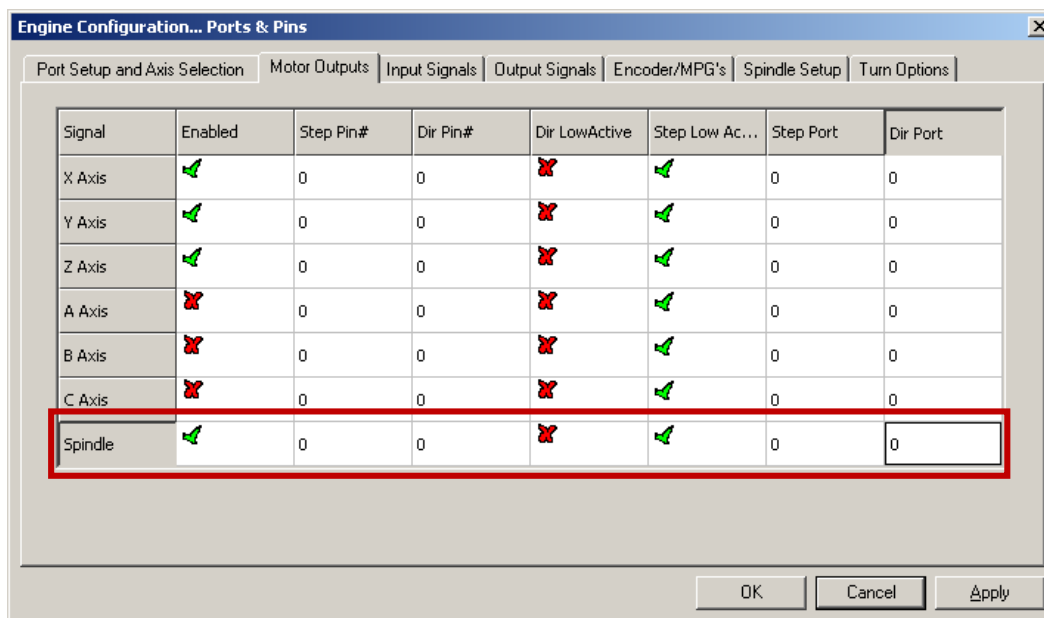 Engine Configuration... Ports & Pins
Port Setup and Axis Selection Motor Outputs Input Signals Output Signals Encoder/MPG's Spindle Setup Turn Options
Signal Enabled Step Pin# Dir Pin# Dir LowActive Step Low Ac... Step Port Dir Port
X Axis 0 0 0 0
Y Axis 0 0 0 0
Z Axis 0 0 0 0
A Axis 0 0 0 0
B Axis 0 0 0 0
C Axis 0 0 0 0
Spindle 0 0 0 0
OK Cancel Apply